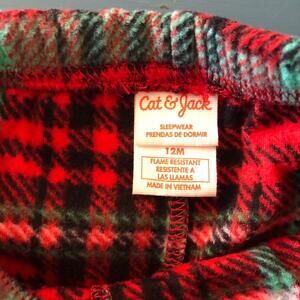 Cat & Jack
SLEEPWEAR
PRENDAS DE DORMIR
12M
FLAME RESISTANT
RESISTENTE A
LAS LLAMAS
MADE IN VIETNAM